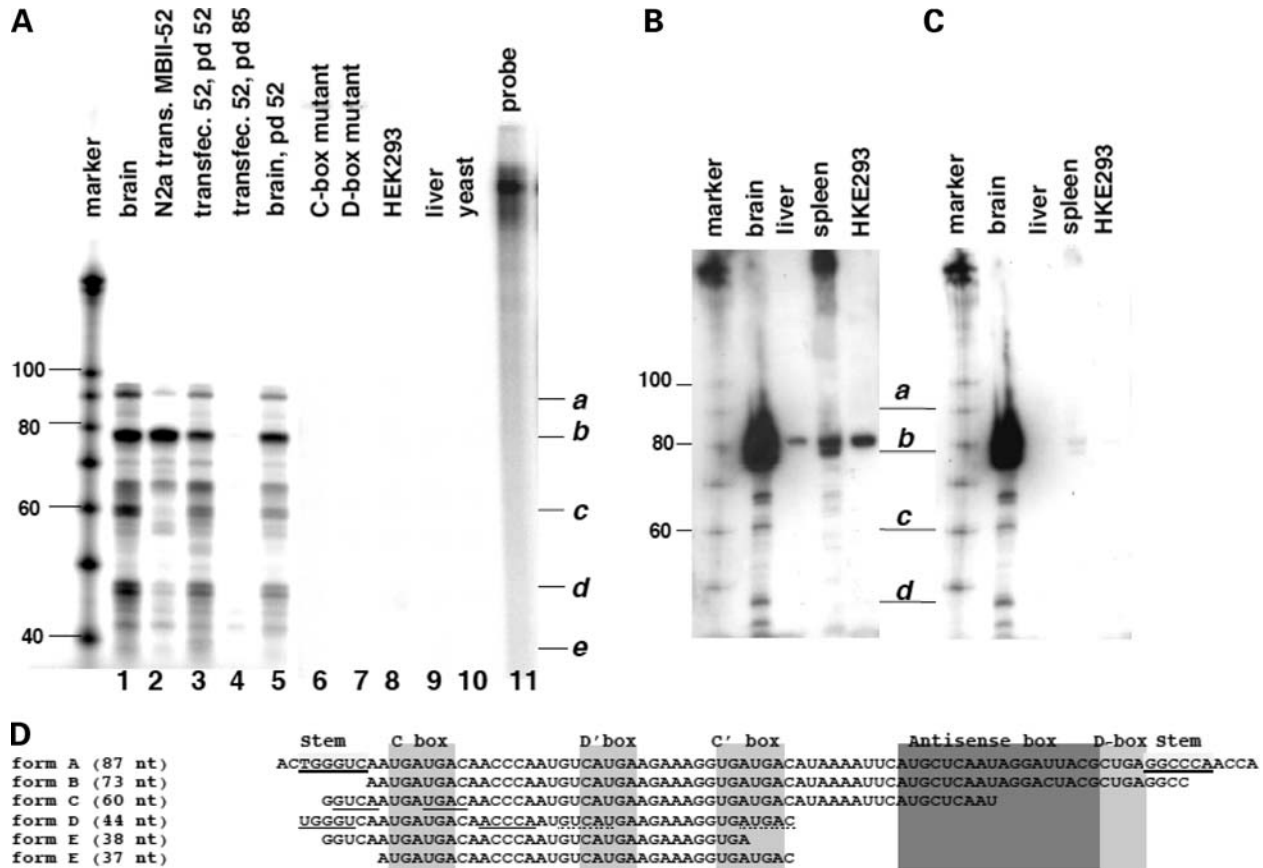 A
marker
brain
N2a trans. MBII-52
transfec. 52, pd 52
transfec. 52, pd 85
brain, pd 52
C-box mutant
D-box mutant
HEK293
liver
yeast
probe
100
80
60
40
a
b
c
d
e
1 2 3 4 5 6 7 8 9 10 11
B
marker
brain
liver
spleen
HKE293
100
80
60
a
b
c
d
C
marker
brain
liver
spleen
HKE293
D
Stem C box D'box C' box Antisense box D-box Stem
form A (87 nt) ACTGGGUCAAUGAUGACAACCCAAUGUCAUGAAGAAAGGUGAUGACAUAAAAUUCAUGCUCAAUAGGAUUACGCUGAGGCCCAACCA
form B (73 nt) AAUGAUGACAACCCAAUGUCAUGAAGAAAGGUGAUGACAUAAAAUUCAUGCUCAAUAGGACUACGCUGAGGCC
form C (60 nt) GGUCAAUGAUGACAACCCAAUGUCAUGAAGAAAGGUGAUGACAUAAAAUUCAUGCUCAAU
form D (44 nt) UGGGUCAAUGAUGACAACCCAAUGUCAUGAAGAAAGGUGAUGAC
form E (38 nt) GGUCAAUGAUGACAACCCAAUGUCAUGAAGAAAGGUGA
form E (37 nt) AUGAUGACAACCCAAUGUCAUGAAGAAAGGUGAUGAC